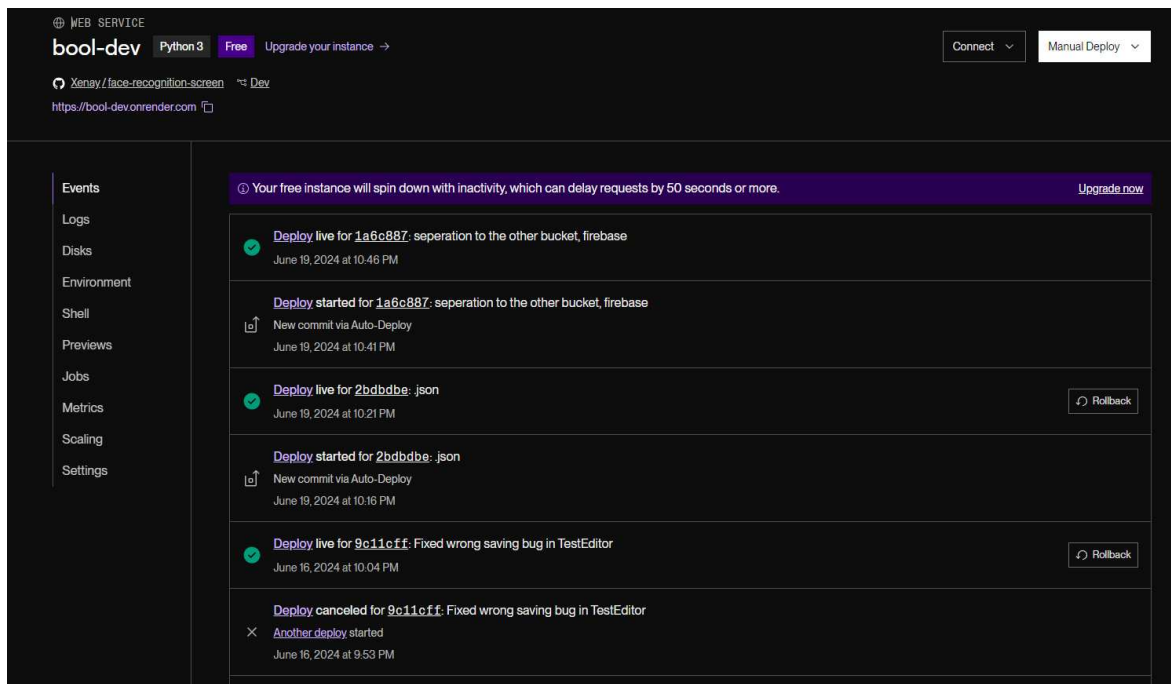 WEB SERVICE
bool-dev Python 3 Free Upgrade your instance → Connect Manual Deploy
Xenay / face-recognition-screen Dev
https://bool-dev.onrender.com
Events
Logs
Disks
Environment
Shell
Previews
Jobs
Metrics
Scaling
Settings
Your free instance will spin down with inactivity, which can delay requests by 50 seconds or more. Upgrade now
Deploy live for 1a6c887: seperation to the other bucket, firebase
June 19, 2024 at 10:46 PM
Deploy started for 1a6c887: seperation to the other bucket, firebase
New commit via Auto-Deploy
June 19, 2024 at 10:41 PM
Deploy live for 2bdbdbe: .json
June 19, 2024 at 10:21 PM
Rollback
Deploy started for 2bdbdbe: .json
New commit via Auto-Deploy
June 19, 2024 at 10:16 PM
Deploy live for 9c11cff: Fixed wrong saving bug in TestEditor
June 16, 2024 at 10:04 PM
Rollback
Deploy canceled for 9c11cff: Fixed wrong saving bug in TestEditor
Another deploy started
June 16, 2024 at 9:53 PM